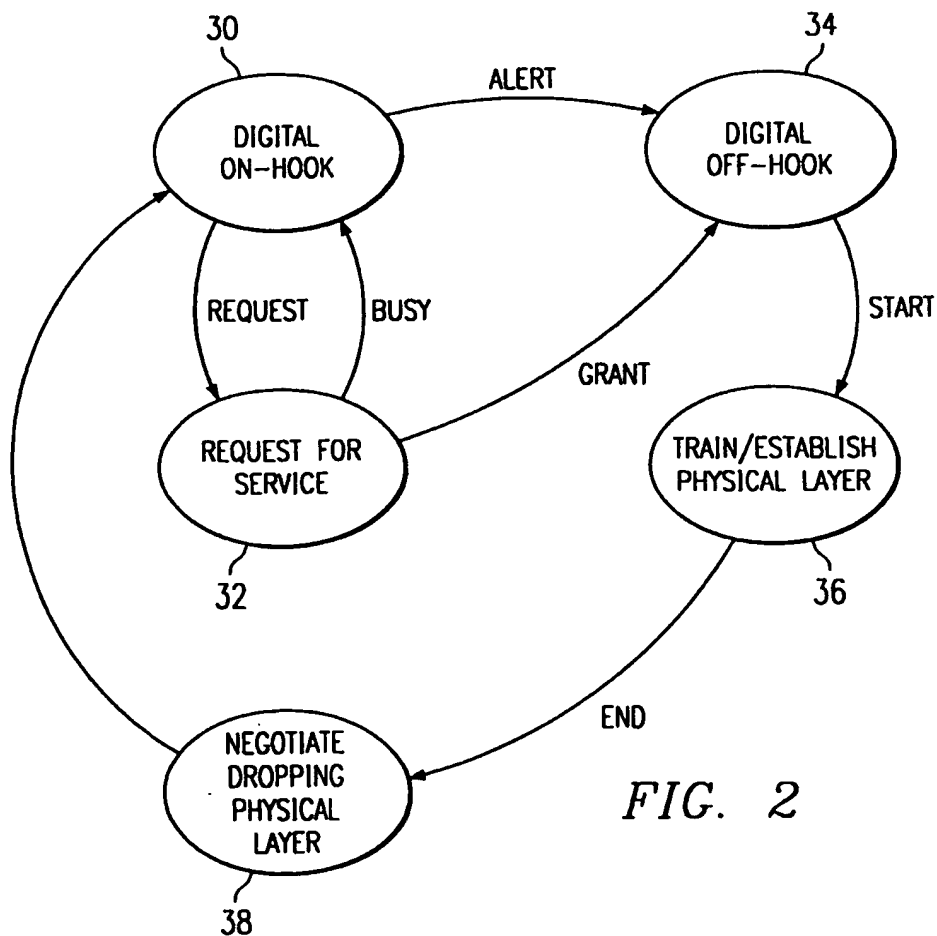 30
34
ALERT
DIGITAL
ON-HOOK
DIGITAL
OFF-HOOK
REQUEST
BUSY
START
GRANT
REQUEST FOR
SERVICE
TRAIN/ESTABLISH
PHYSICAL LAYER
32
36
END
NEGOTIATE
DROPPING
PHYSICAL
LAYER
FIG. 2
38